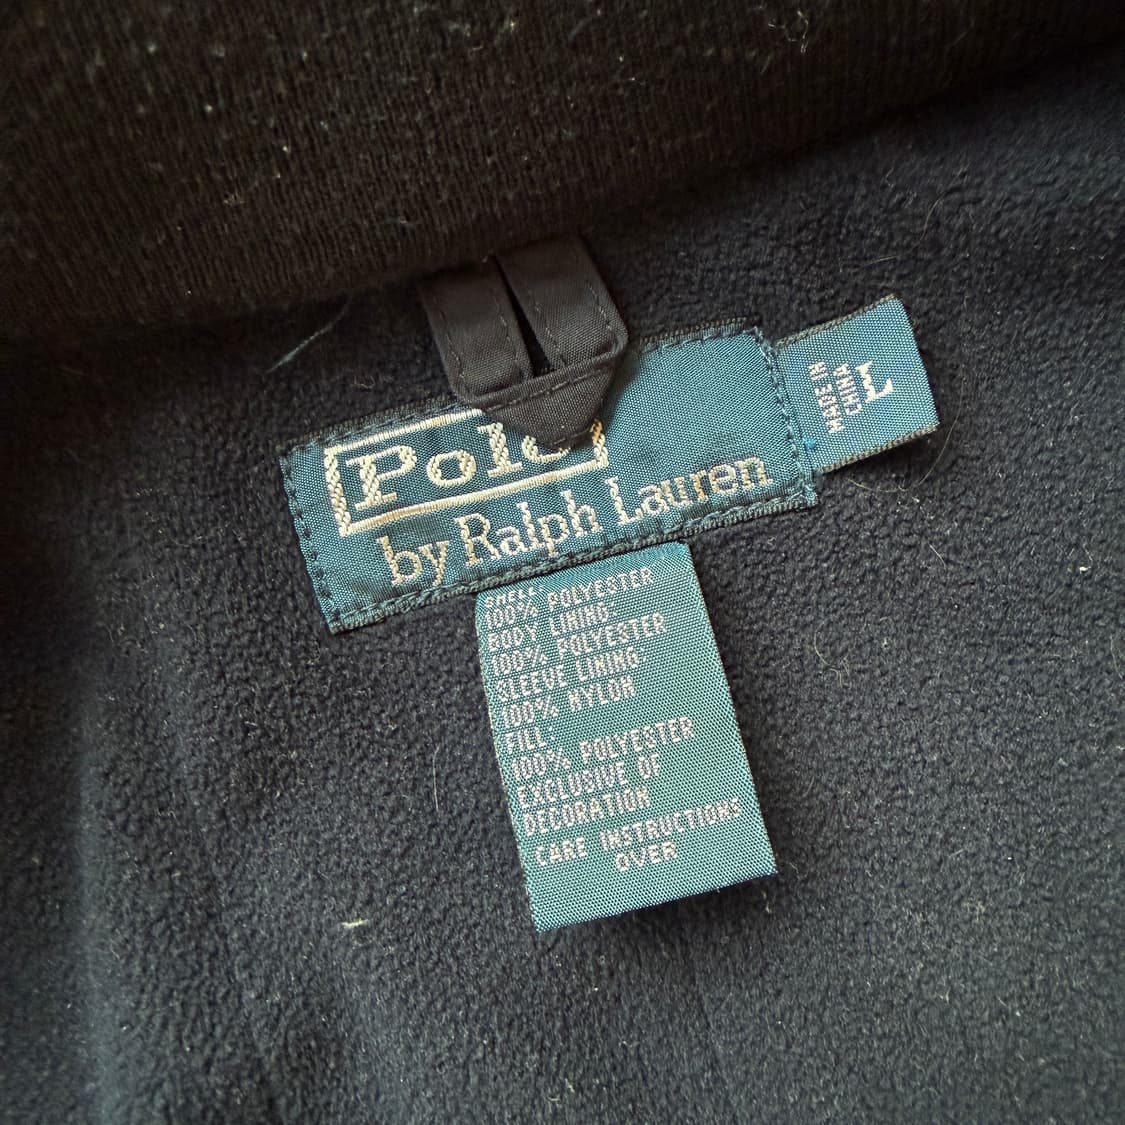 Polo
by Ralph Lauren
MADE IN
CHINA
L
SHELL
100% POLYESTER
BODY LINING
100% POLYESTER
SLEEVE LINING
100% NYLON
FILL
100% POLYESTER
EXCLUSIVE OF
DECORATION
CARE INSTRUCTIONS
OVER